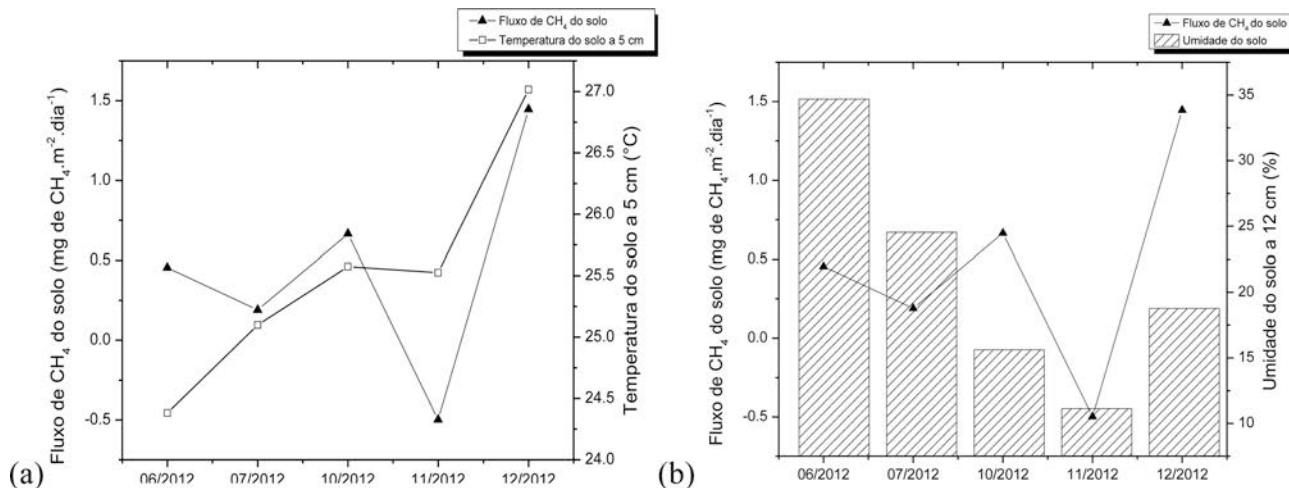 Fluxo de CH₄ do solo
Temperatura do solo a 5 cm
Fluxo de CH₄ do solo (mg de CH₄.m⁻².dia⁻¹)
1.5
1.0
0.5
0.0
-0.5
27.0
26.5
26.0
25.5
25.0
24.5
24.0
Temperatura do solo a 5 cm (°C)
06/2012 07/2012 10/2012 11/2012 12/2012
(a)
Fluxo de CH₄ do solo
Umidade do solo
Fluxo de CH₄ do solo (mg de CH₄.m⁻².dia⁻¹)
1.5
1.0
0.5
0.0
-0.5
35
30
25
20
15
10
Umidade do solo a 12 cm (%)
06/2012 07/2012 10/2012 11/2012 12/2012
(b)